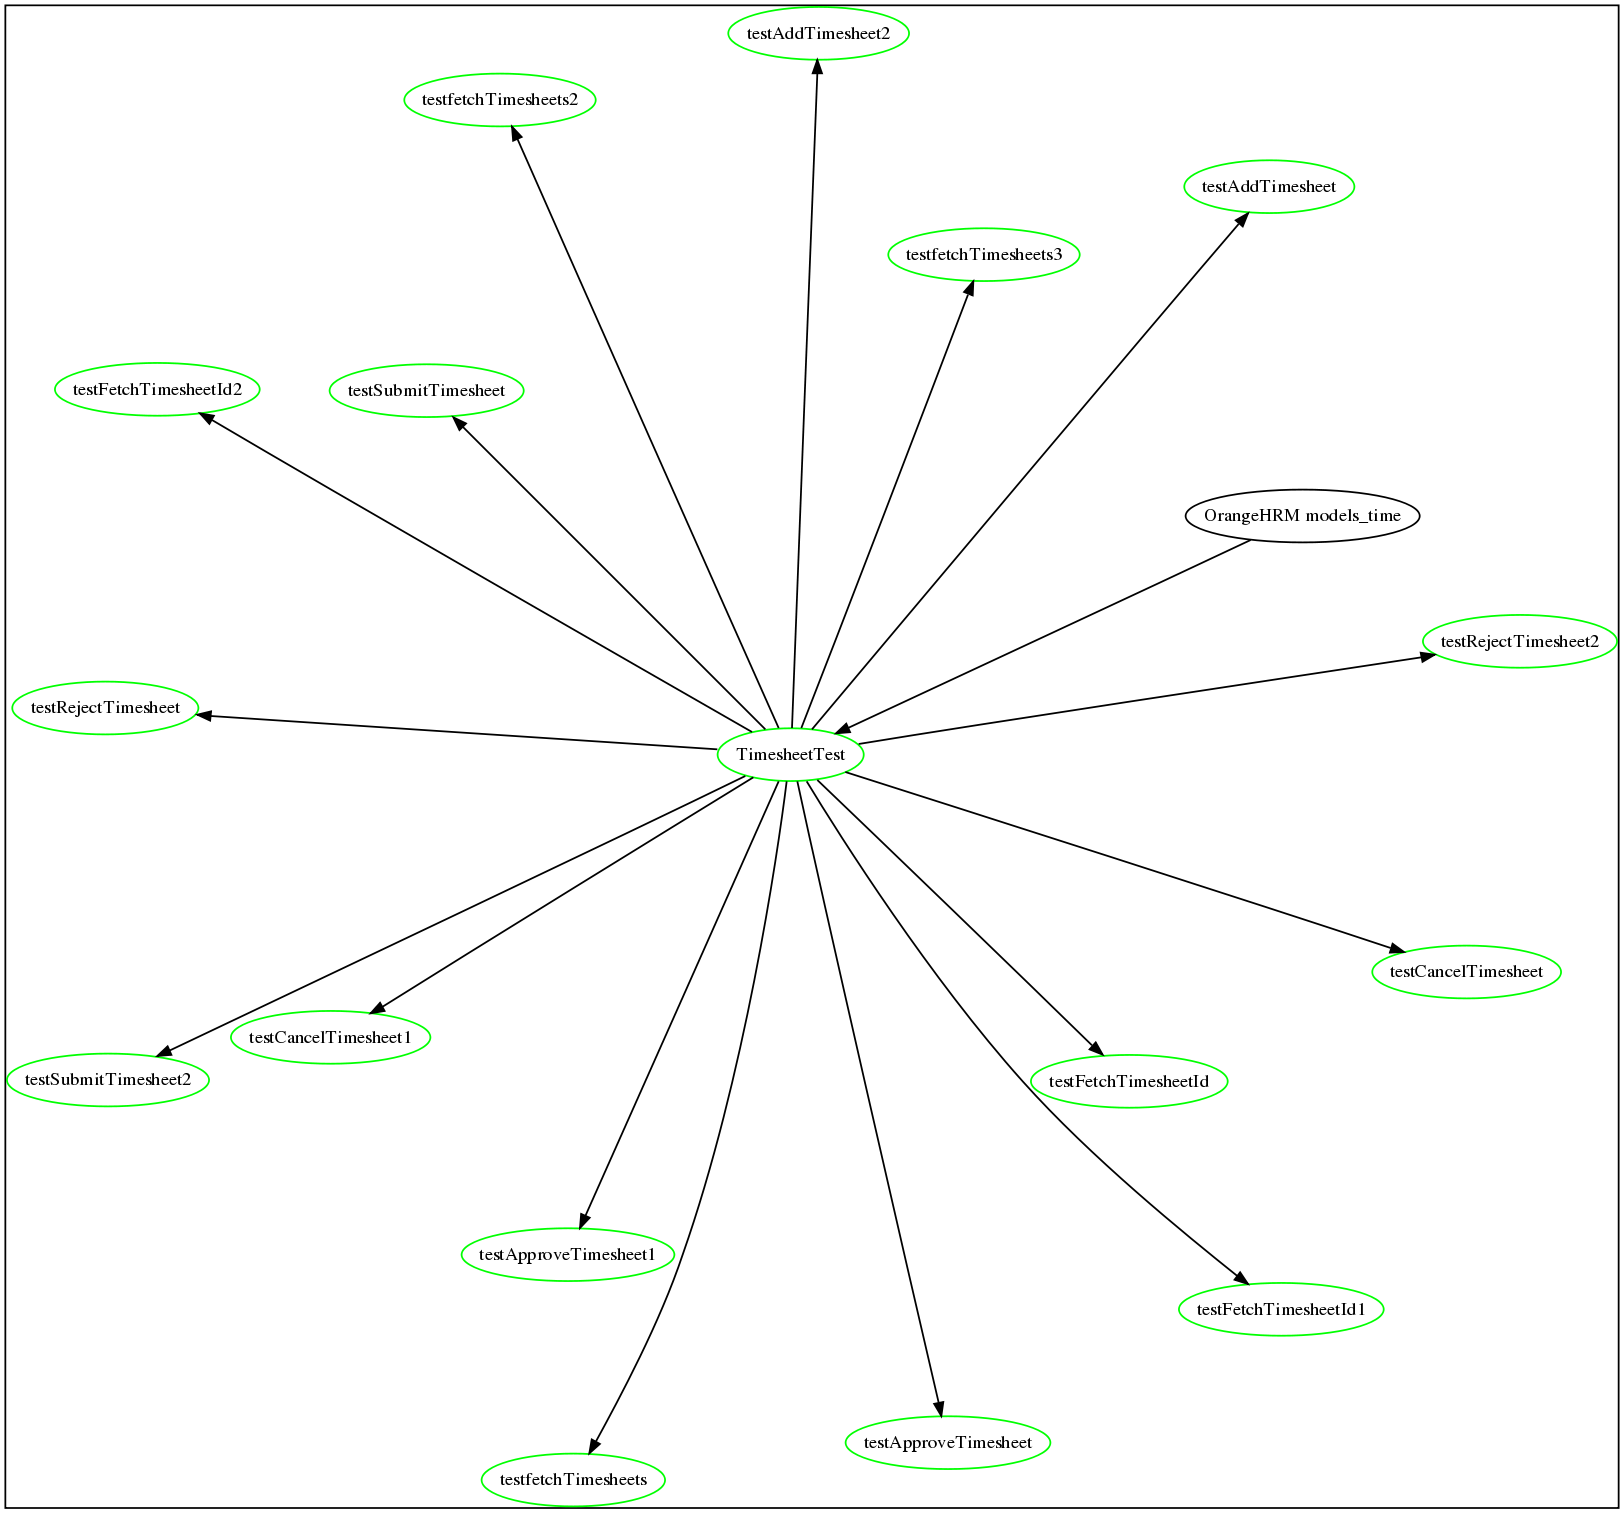 testAddTimesheet2
testfetchTimesheets2
testAddTimesheet
testfetchTimesheets3
testFetchTimesheetId2
testSubmitTimesheet
OrangeHRM models_time
testRejectTimesheet2
testRejectTimesheet
TimesheetTest
testCancelTimesheet
testCancelTimesheet1
testSubmitTimesheet2
testFetchTimesheetId
testApproveTimesheet1
testFetchTimesheetId1
testApproveTimesheet
testfetchTimesheets